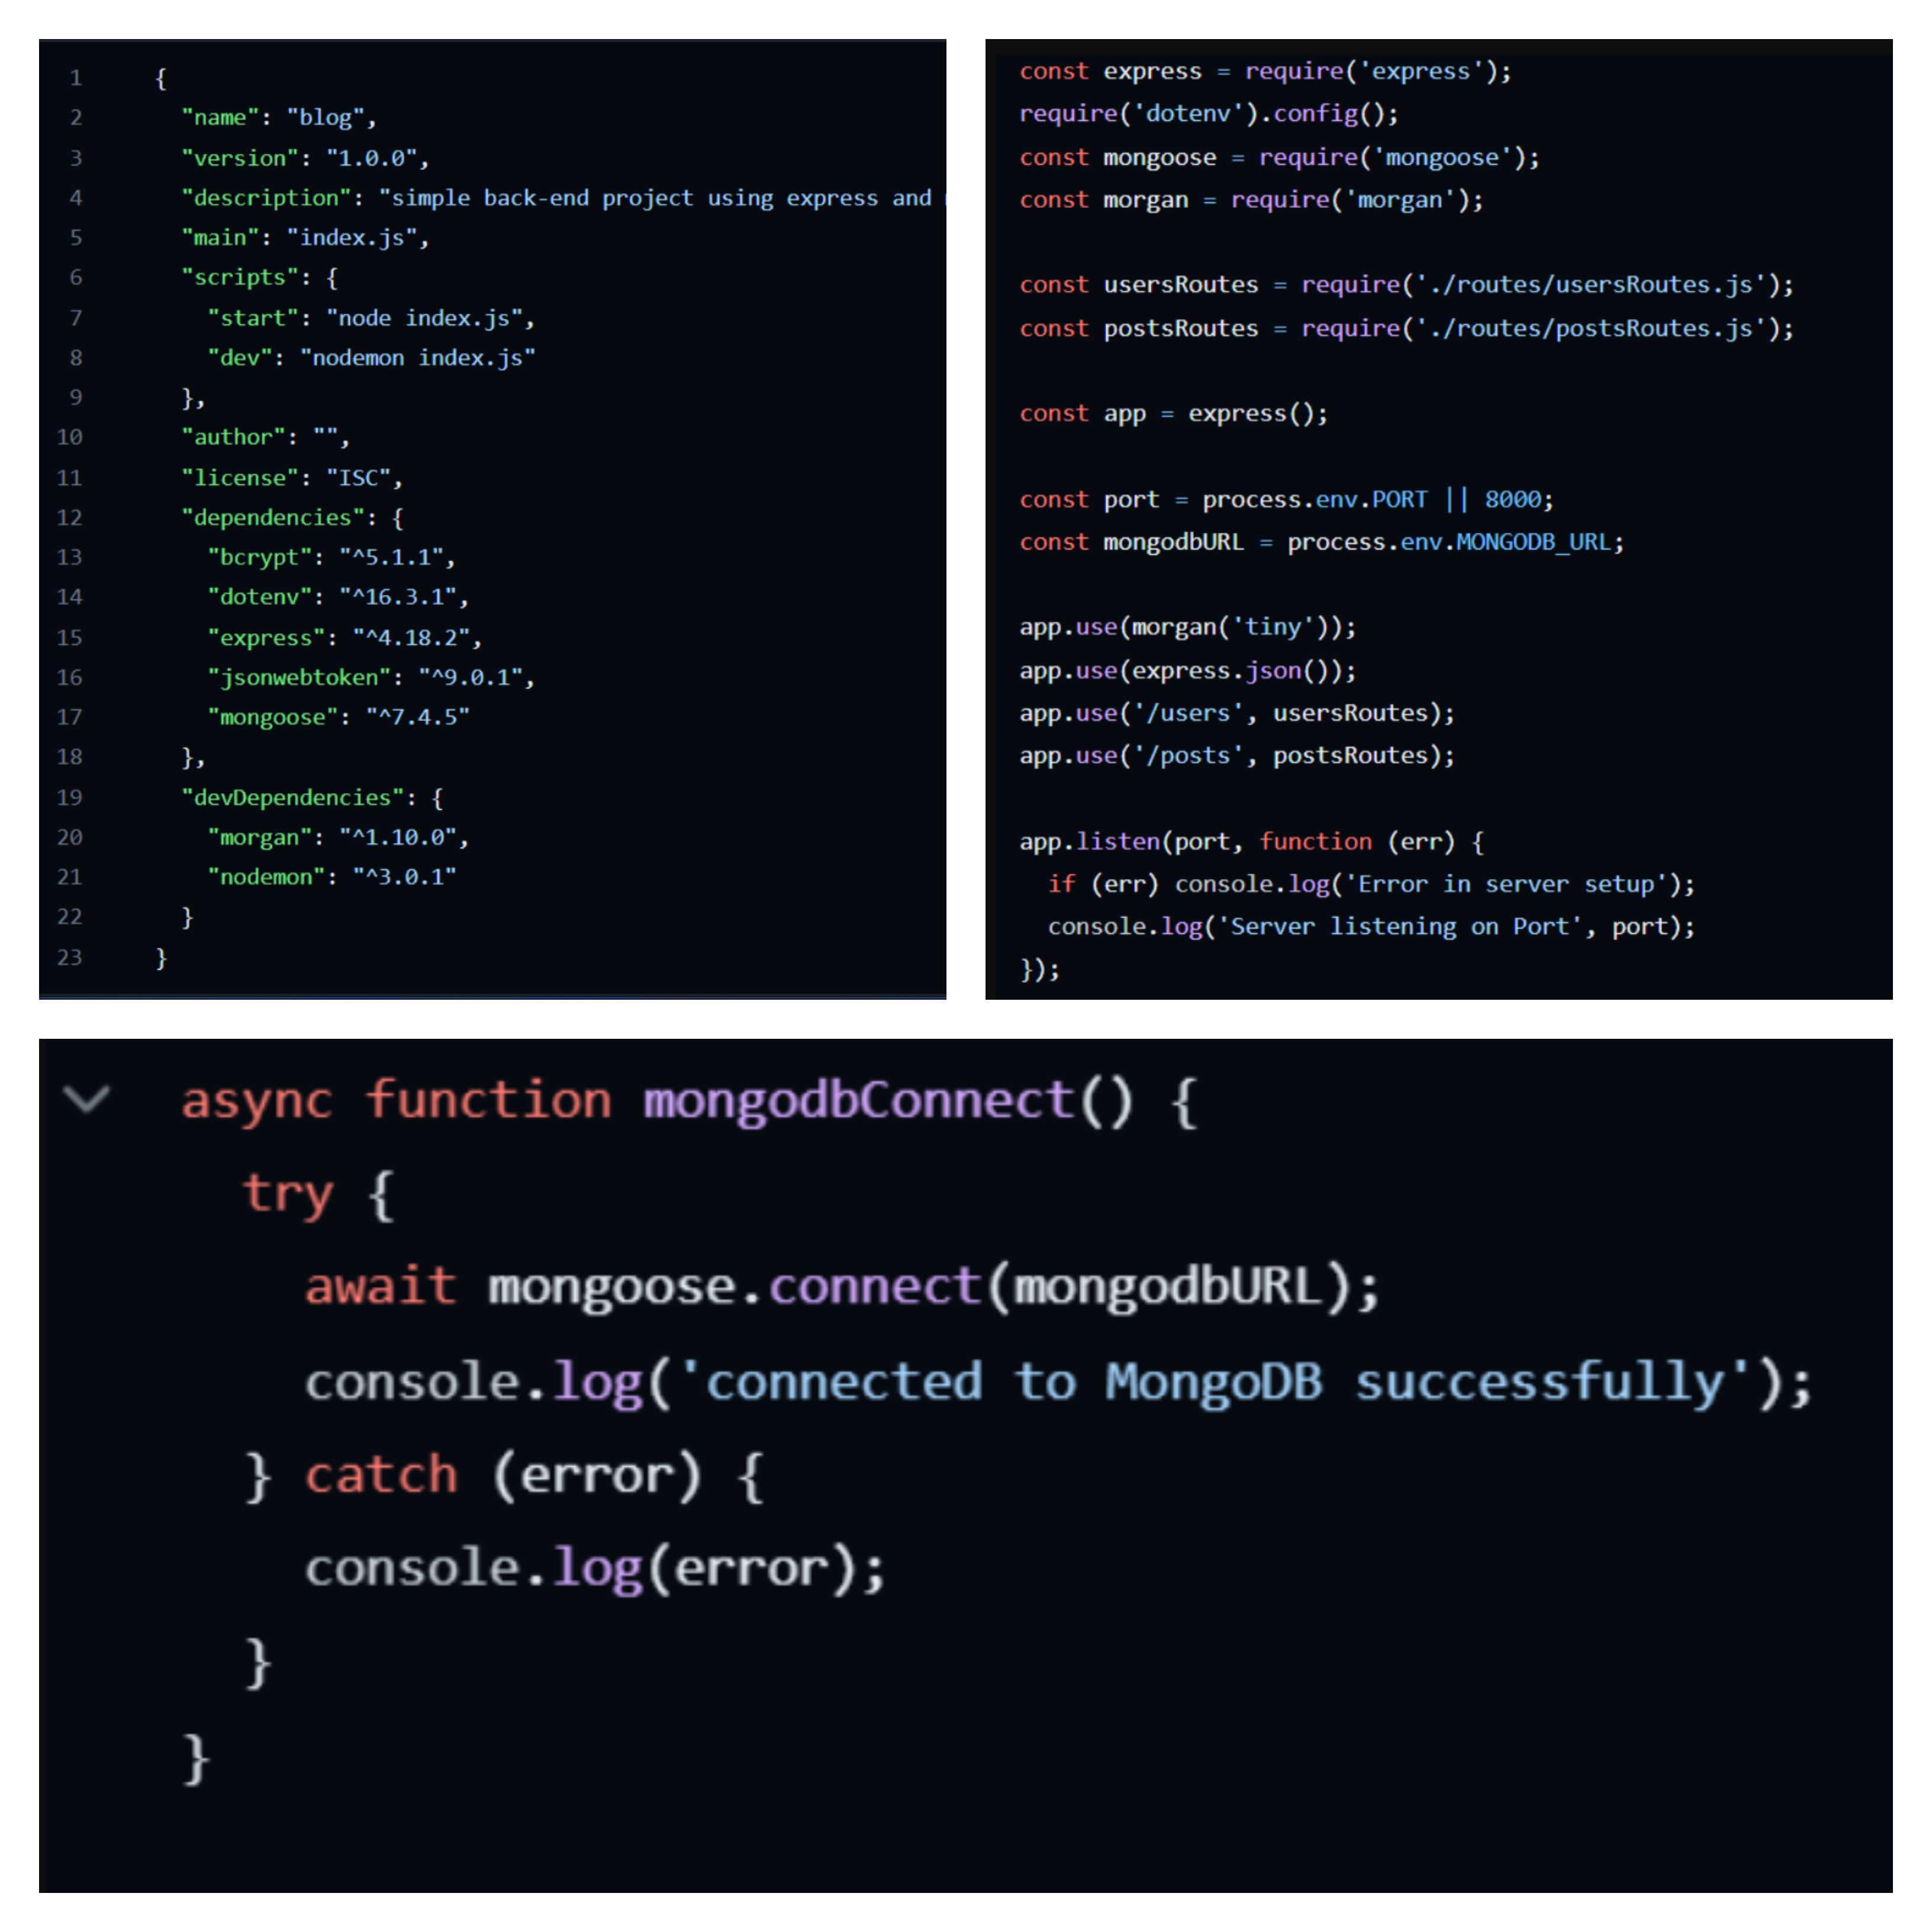 1 {
2 "name": "blog",
3 "version": "1.0.0",
4 "description": "simple back-end project using express and
5 "main": "index.js",
6 "scripts": {
7 "start": "node index.js",
8 "dev": "nodemon index.js"
9 },
10 "author": "",
11 "license": "ISC",
12 "dependencies": {
13 "bcrypt": "^5.1.1",
14 "dotenv": "^16.3.1",
15 "express": "^4.18.2",
16 "jsonwebtoken": "^9.0.1",
17 "mongoose": "^7.4.5"
18 },
19 "devDependencies": {
20 "morgan": "^1.10.0",
21 "nodemon": "^3.0.1"
22 }
23 }
const express = require('express');
require('dotenv').config();
const mongoose = require('mongoose');
const morgan = require('morgan');
const usersRoutes = require('./routes/usersRoutes.js');
const postsRoutes = require('./routes/postsRoutes.js');
const app = express();
const port = process.env.PORT || 8000;
const mongodbURL = process.env.MONGODB_URL;
app.use(morgan('tiny'));
app.use(express.json());
app.use('/users', usersRoutes);
app.use('/posts', postsRoutes);
app.listen(port, function (err) {
if (err) console.log('Error in server setup');
console.log('Server listening on Port', port);
});
async function mongodbConnect() {
try {
await mongoose.connect(mongodbURL);
console.log('connected to MongoDB successfully');
} catch (error) {
console.log(error);
}
}